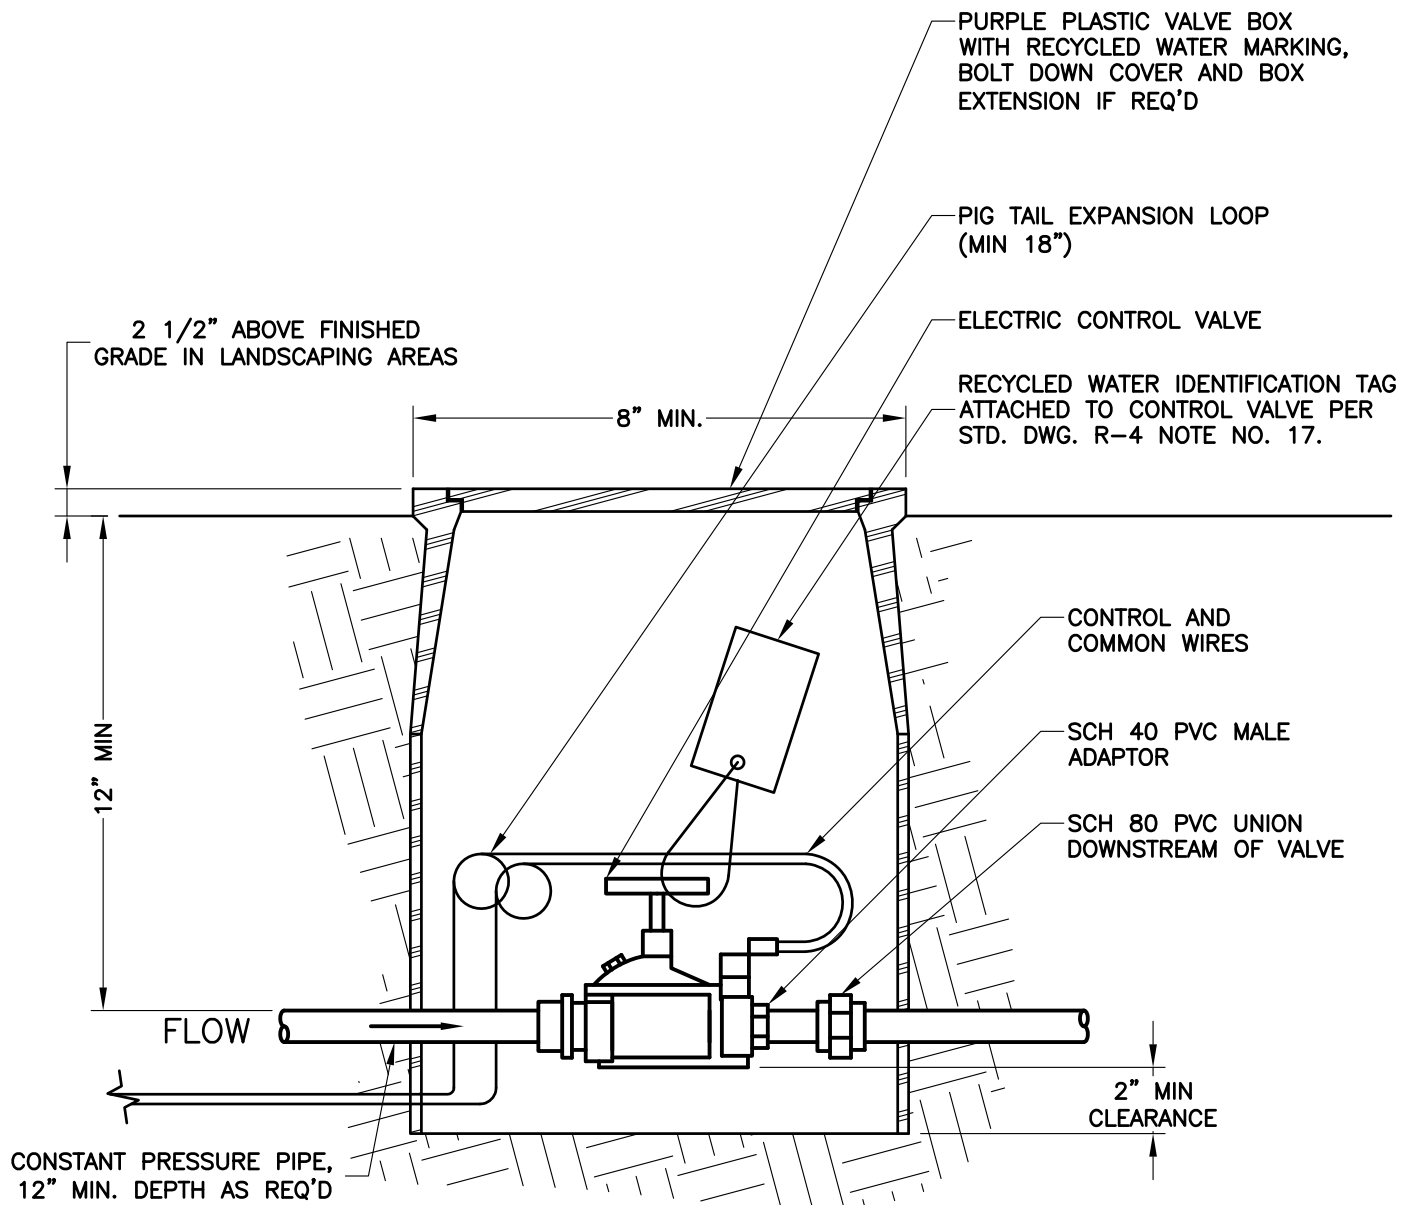 PURPLE PLASTIC VALVE BOX
WITH RECYCLED WATER MARKING,
BOLT DOWN COVER AND BOX
EXTENSION IF REQ'D
PIG TAIL EXPANSION LOOP
(MIN 18")
ELECTRIC CONTROL VALVE
2 1/2" ABOVE FINISHED
GRADE IN LANDSCAPING AREAS
RECYCLED WATER IDENTIFICATION TAG
ATTACHED TO CONTROL VALVE PER
STD. DWG. R-4 NOTE NO. 17.
8" MIN.
CONTROL AND
COMMON WIRES
12" MIN
SCH 40 PVC MALE
ADAPTOR
SCH 80 PVC UNION
DOWNSTREAM OF VALVE
FLOW
2" MIN
CLEARANCE
CONSTANT PRESSURE PIPE,
12" MIN. DEPTH AS REQ'D